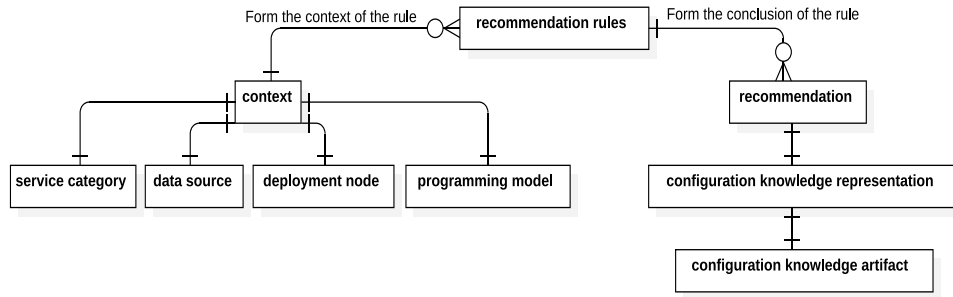 Form the context of the rule
recommendation rules
Form the conclusion of the rule
context
recommendation
service category
data source
deployment node
programming model
configuration knowledge representation
configuration knowledge artifact